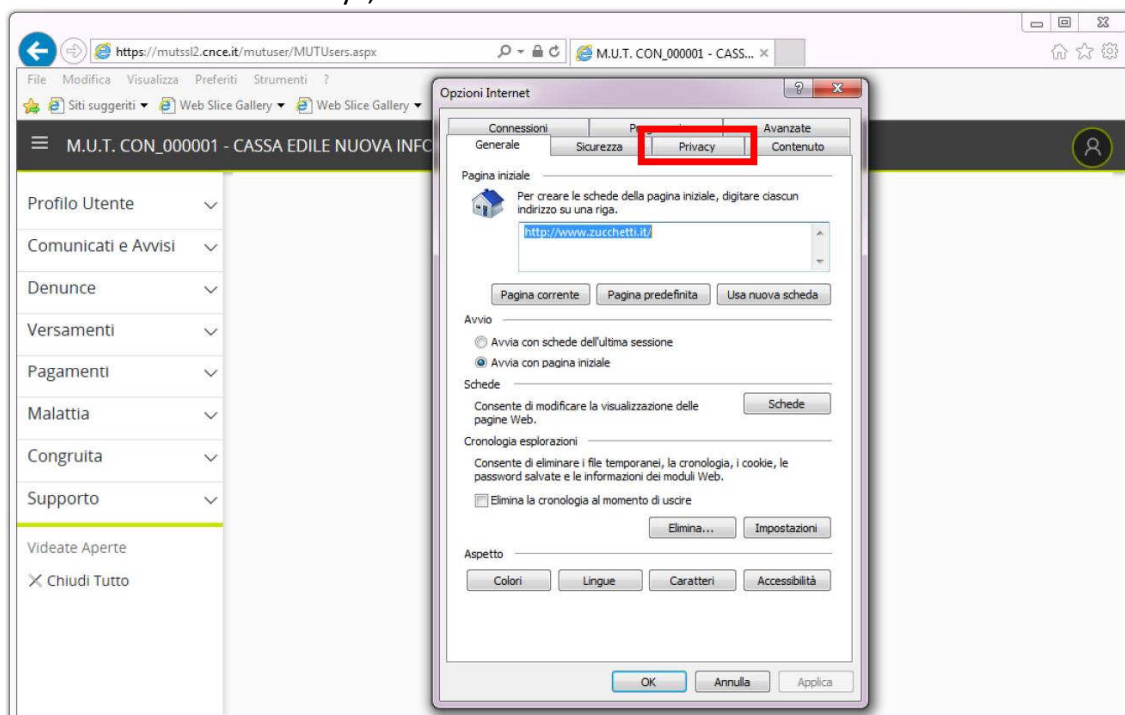 https://mutssl2.cnce.it/mutuser/MUTUsers.aspx
M.U.T. CON_000001 - CASS...
File Modifica Visualizza Preferiti Strumenti ?
Siti suggeriti Web Slice Gallery Web Slice Gallery
M.U.T. CON_000001 - CASSA EDILE NUOVA INFO
Profilo Utente
Comunicati e Avvisi
Denunce
Versamenti
Pagamenti
Malattia
Congruita
Supporto
Videate Aperte
Chiudi Tutto
Opzioni Internet
Connessioni Avanzate
Generale Sicurezza Privacy Contenuto
Pagina iniziale
Per creare le schede della pagina iniziale, digitare ciascun
indirizzo su una riga.
http://www.zucchetti.it/
Pagina corrente Pagina predefinita Usa nuova scheda
Avvio
Avvia con schede dell'ultima sessione
Avvia con pagina iniziale
Schede
Consente di modificare la visualizzazione delle
pagine Web.
Schede
Cronologia esplorazioni
Consente di eliminare i file temporanei, la cronologia, i cookie, le
password salvate e le informazioni dei moduli Web.
Elimina la cronologia al momento di uscire
Elimina... Impostazioni
Aspetto
Colori Lingue Caratteri Accessibilità
OK Annulla Applica